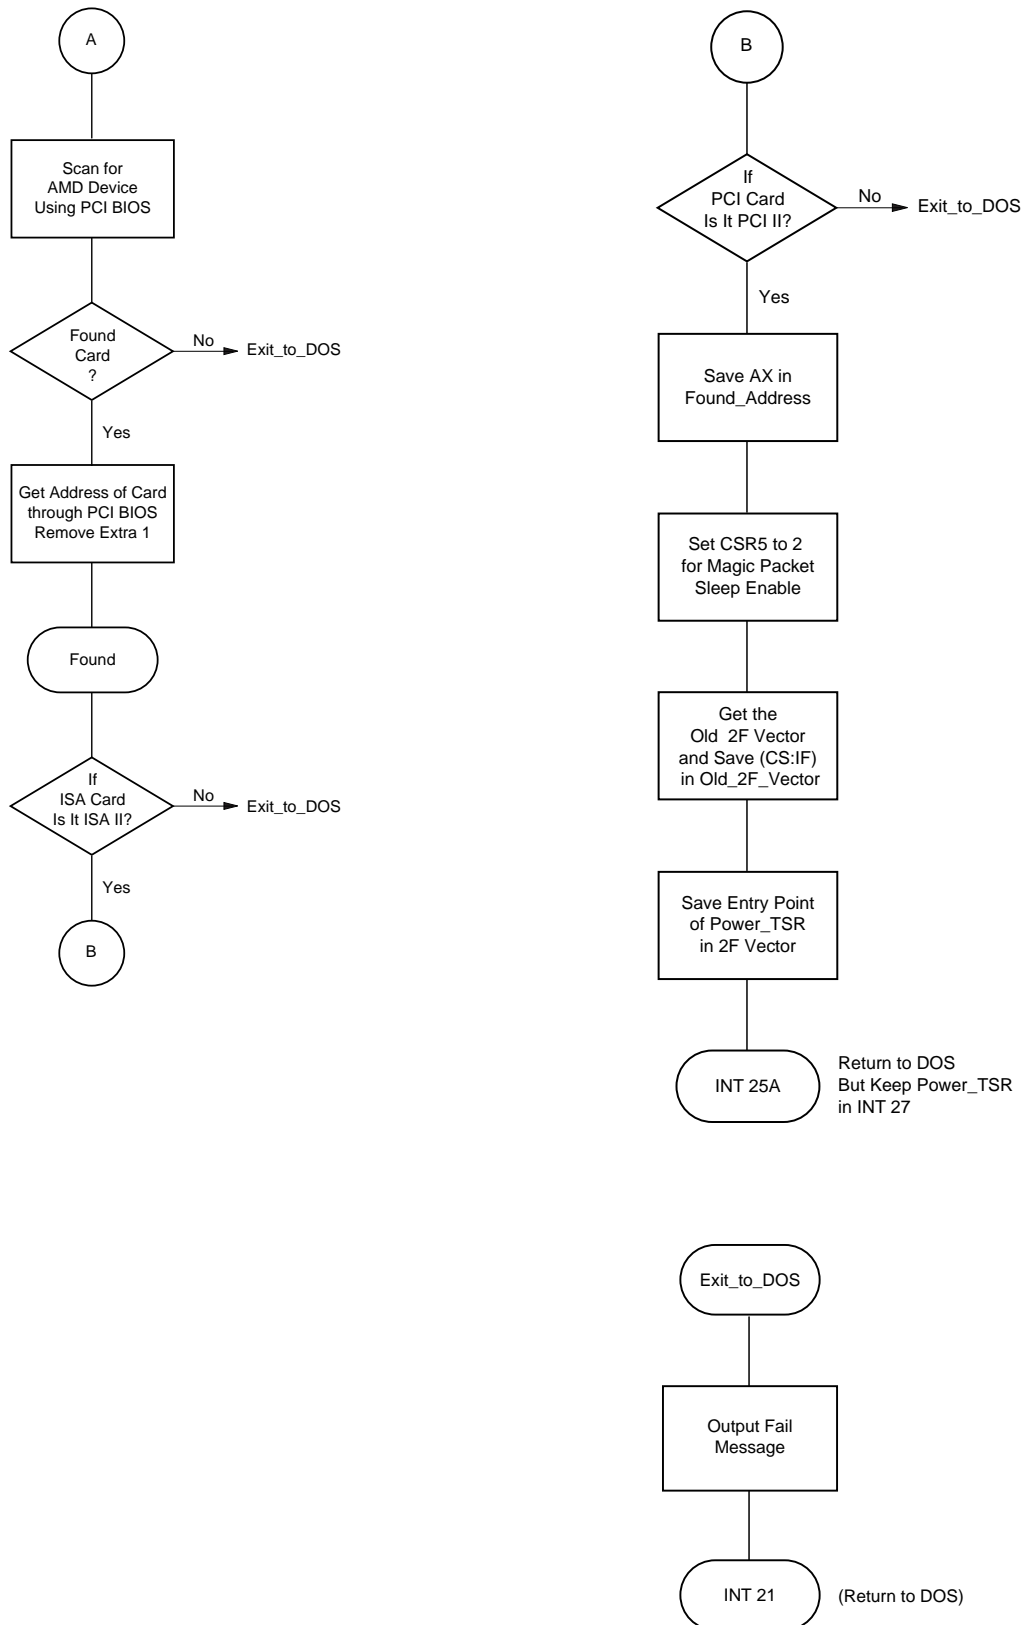 A
Scan for
AMD Device
Using PCI BIOS
Found
Card
?
No
Exit_to_DOS
Yes
Get Address of Card
through PCI BIOS
Remove Extra 1
Found
If
ISA Card
Is It ISA II?
No
Exit_to_DOS
Yes
B
B
If
PCI Card
Is It PCI II?
No
Exit_to_DOS
Yes
Save AX in
Found_Address
Set CSR5 to 2
for Magic Packet
Sleep Enable
Get the
Old 2F Vector
and Save (CS:IF)
in Old_2F_Vector
Save Entry Point
of Power_TSR
in 2F Vector
INT 25A
Return to DOS
But Keep Power_TSR
in INT 27
Exit_to_DOS
Output Fail
Message
INT 21
(Return to DOS)